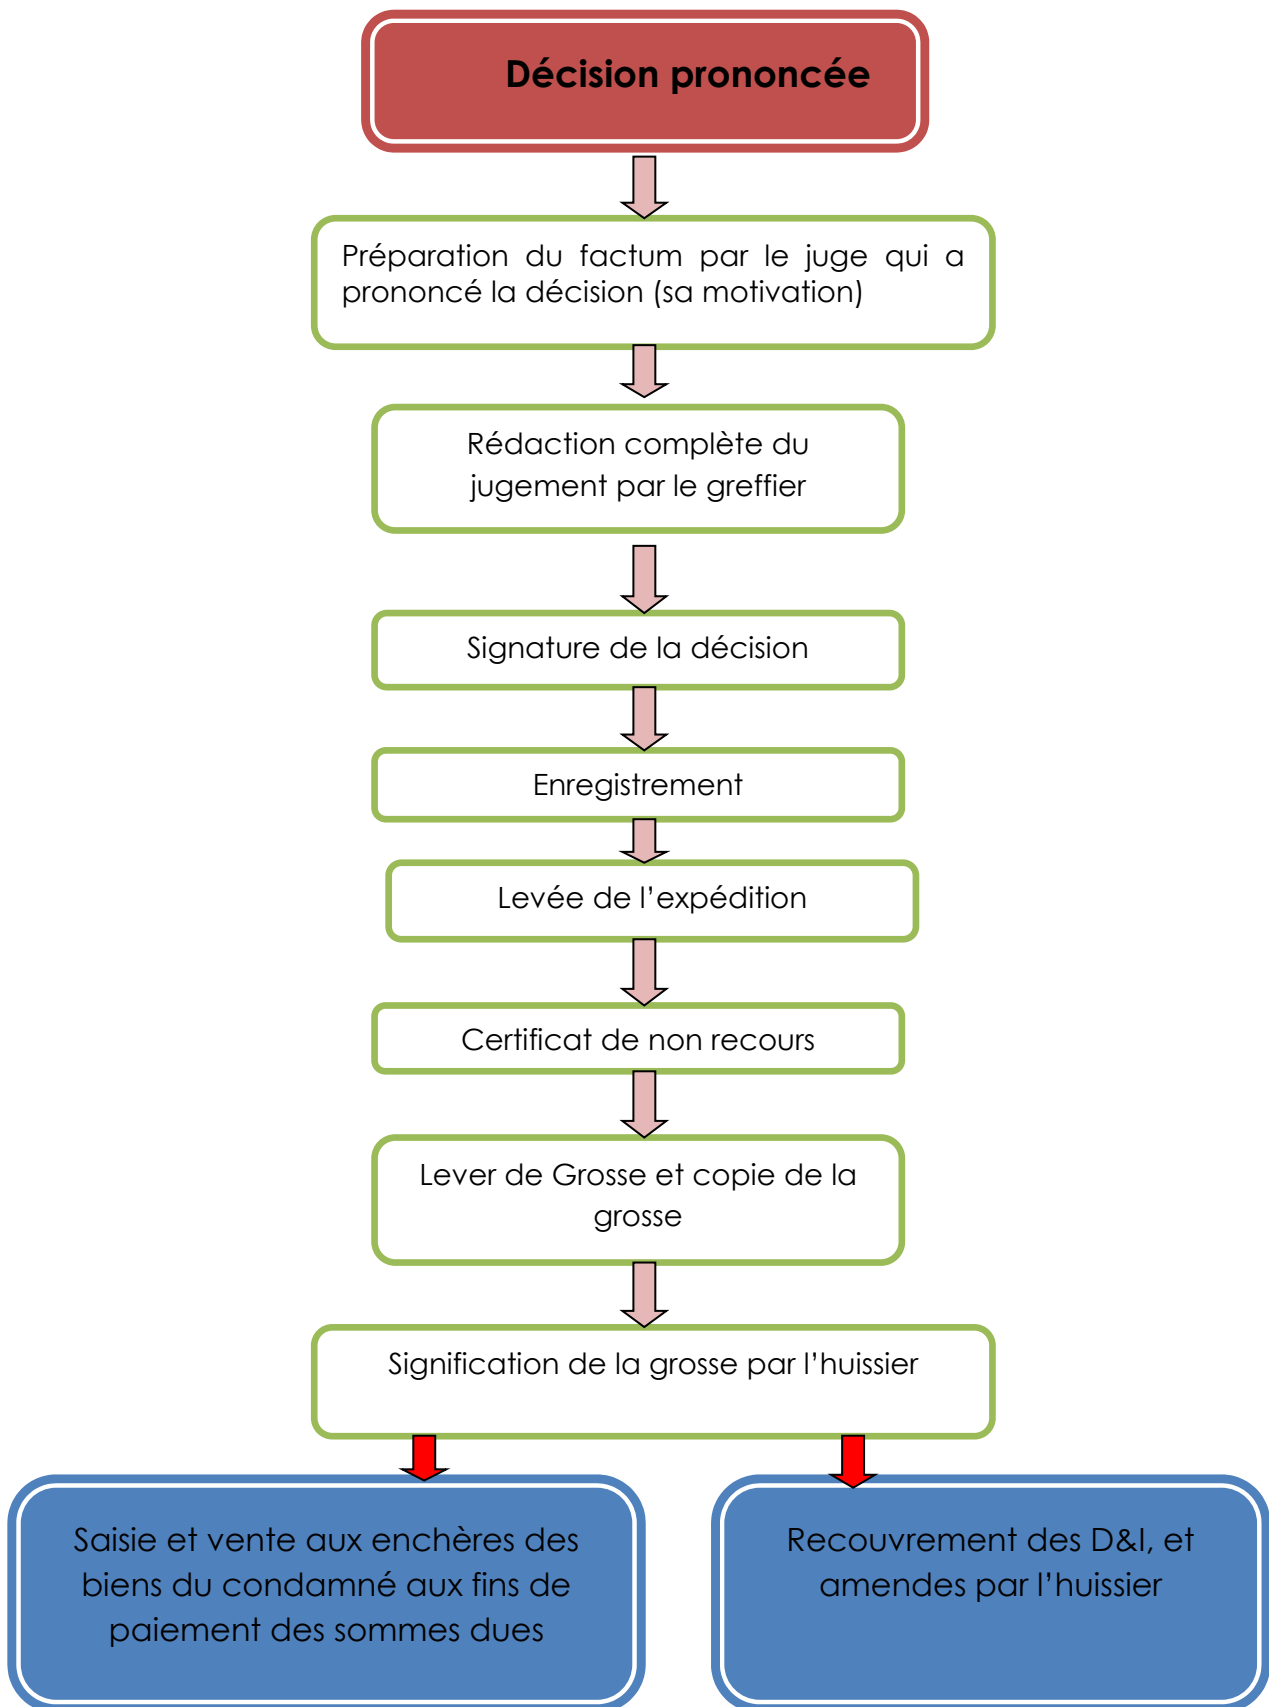 Décision prononcée
Préparation du factum par le juge qui a
prononcé la décision (sa motivation)
Rédaction complète du
jugement par le greffier
Signature de la décision
Enregistrement
Levée de l’expédition
Certificat de non recours
Lever de Grosse et copie de la
grosse
Signification de la grosse par l’huissier
Saisie et vente aux enchères des
biens du condamné aux fins de
paiement des sommes dues
Recouvrement des D&I, et
amendes par l’huissier